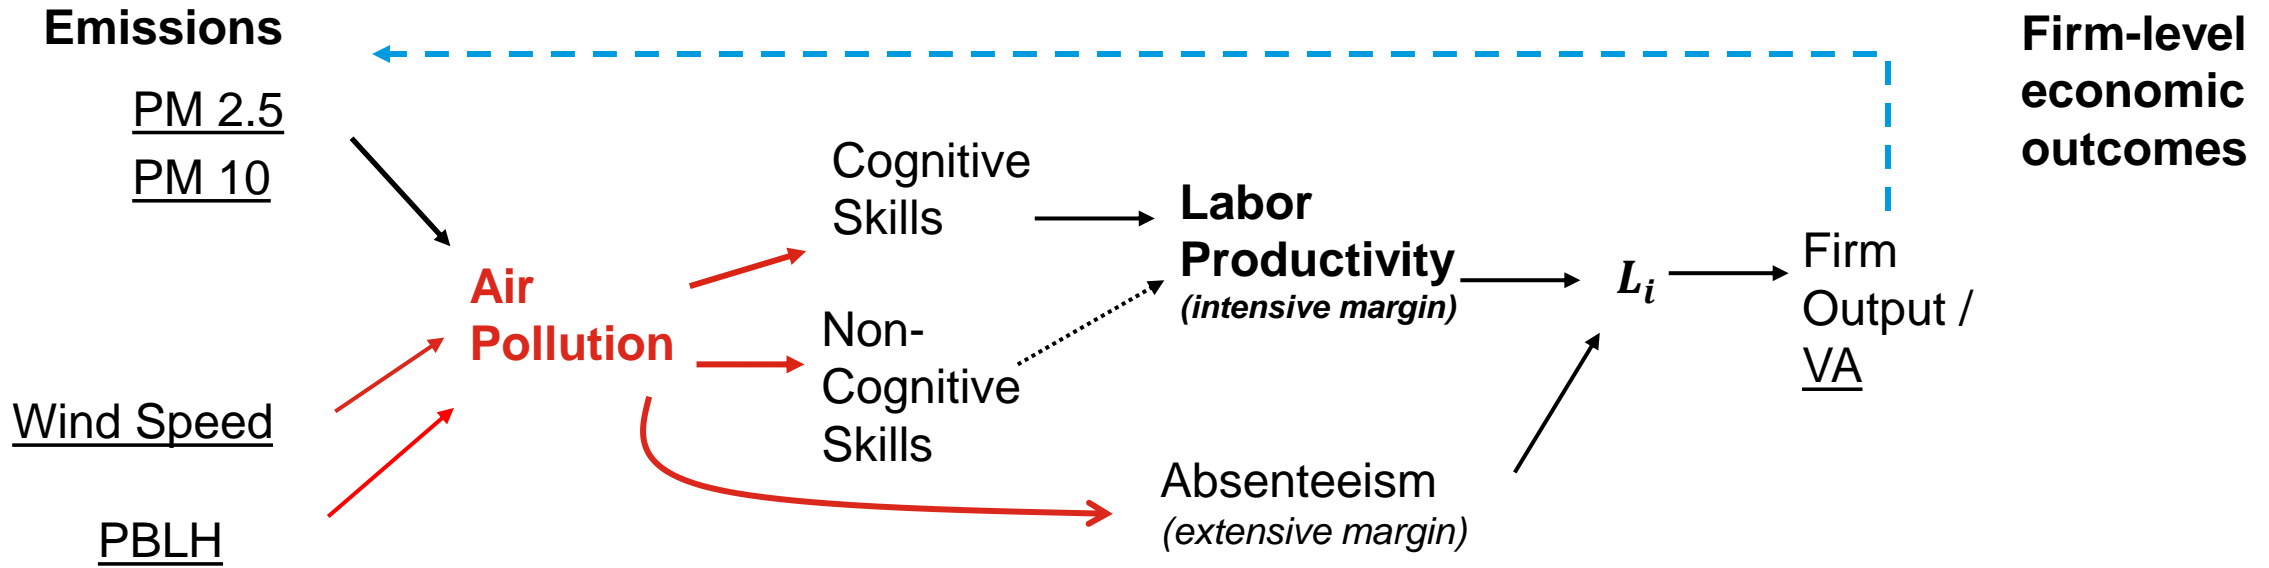 Emissions
PM 2.5
PM 10
Wind Speed
PBLH
Air
Pollution
Cognitive
Skills
Non-
Cognitive
Skills
Labor
Productivity
(intensive margin)
Absenteeism
(extensive margin)
L_i
Firm
Output /
VA
Firm-level
economic
outcomes